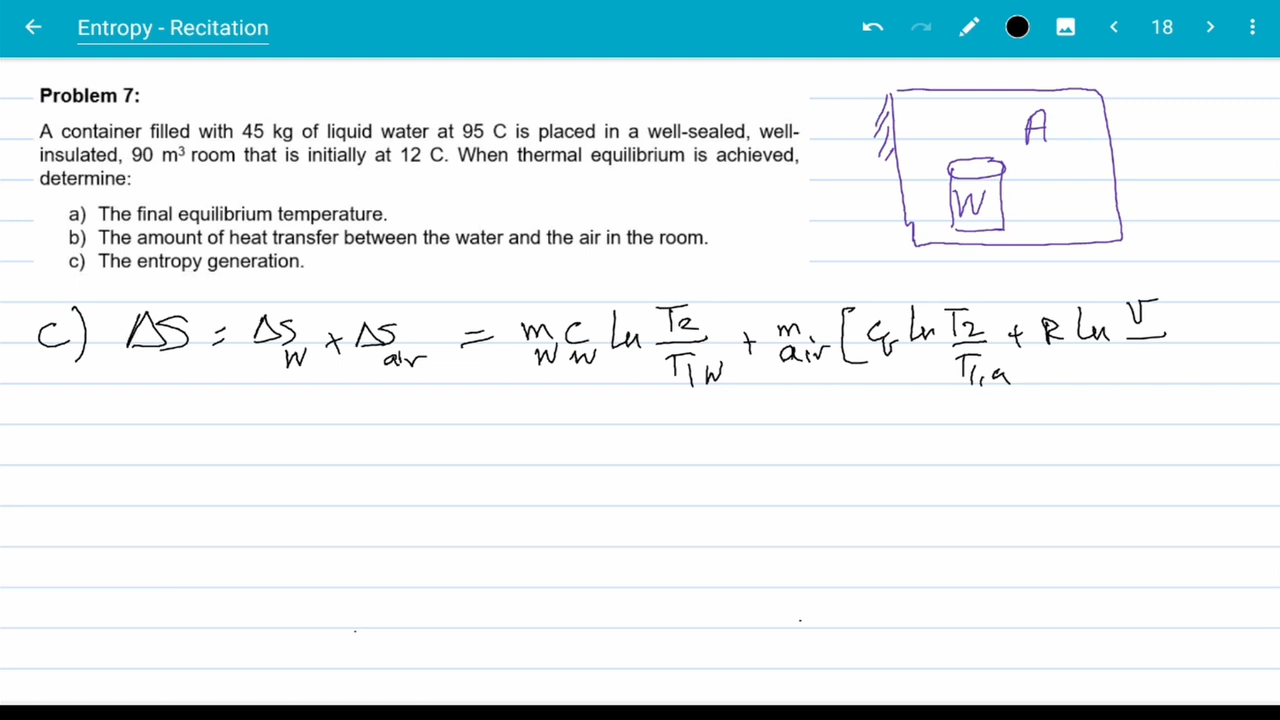 Entropy - Recitation
18
Problem 7:
A container filled with 45 kg of liquid water at 95 C is placed in a well-sealed, well-
insulated, 90 m³ room that is initially at 12 C. When thermal equilibrium is achieved,
determine:
a) The final equilibrium temperature.
b) The amount of heat transfer between the water and the air in the room.
c) The entropy generation.
A
W
C) ΔS = ΔS_W + ΔS_air = m_W C_W ln T2/T1W + m_air [Cv ln T2/T1,a + R ln V/